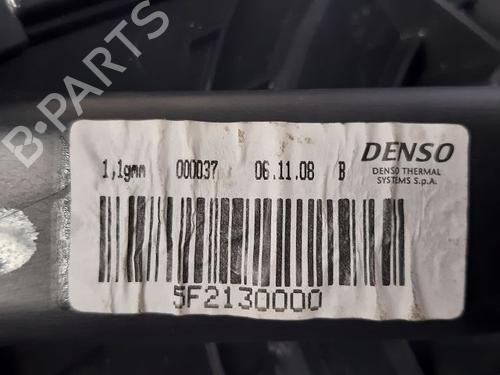 B-PARTS
1,1gmm 000037 06.11.08 B
DENSO
DENSO THERMAL
SYSTEMS S.p.A.
5F2130000